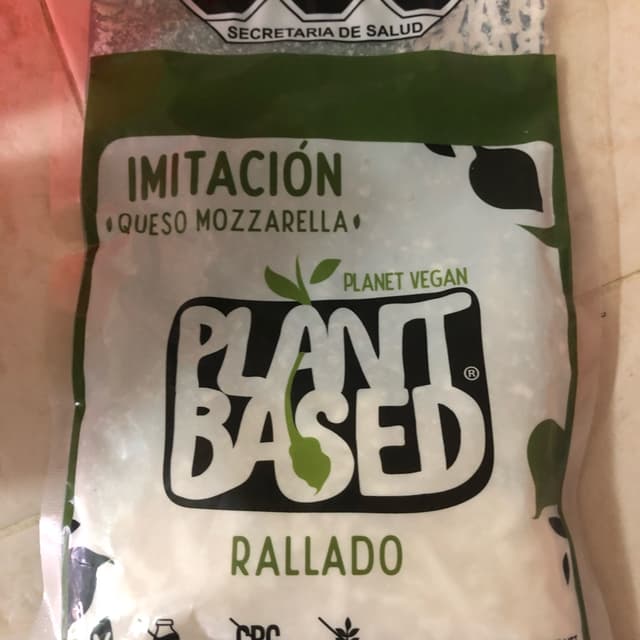 SECRETARIA DE SALUD
IMITACIÓN
QUESO MOZZARELLA
PLANET VEGAN
PLANT
BASED®
RALLADO